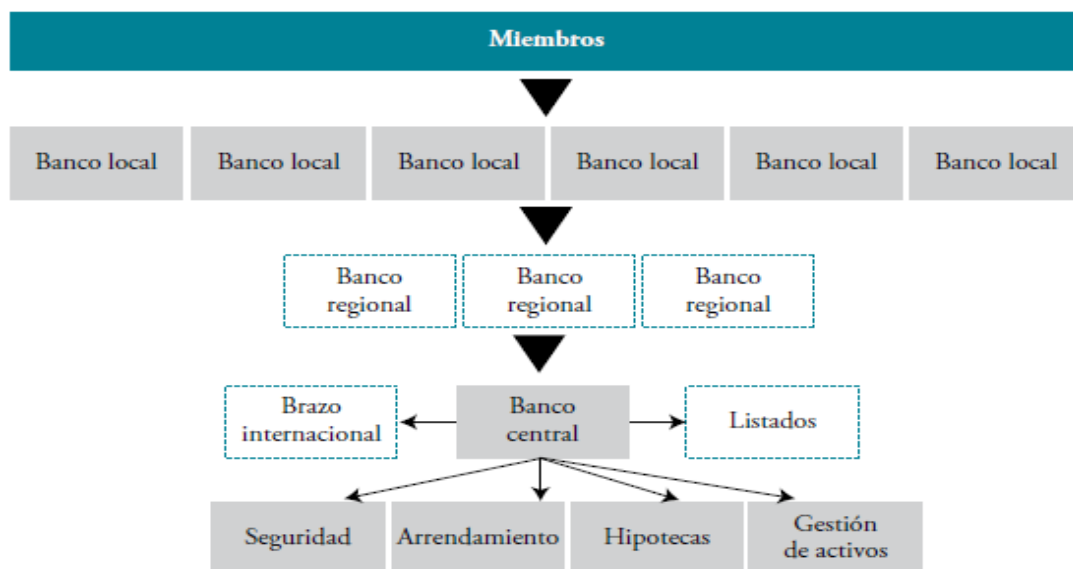 Miembros
Banco local
Banco local
Banco local
Banco local
Banco local
Banco local
Banco
regional
Banco
regional
Banco
regional
Brazo
internacional
Banco
central
Listados
Seguridad
Arrendamiento
Hipotecas
Gestión
de activos